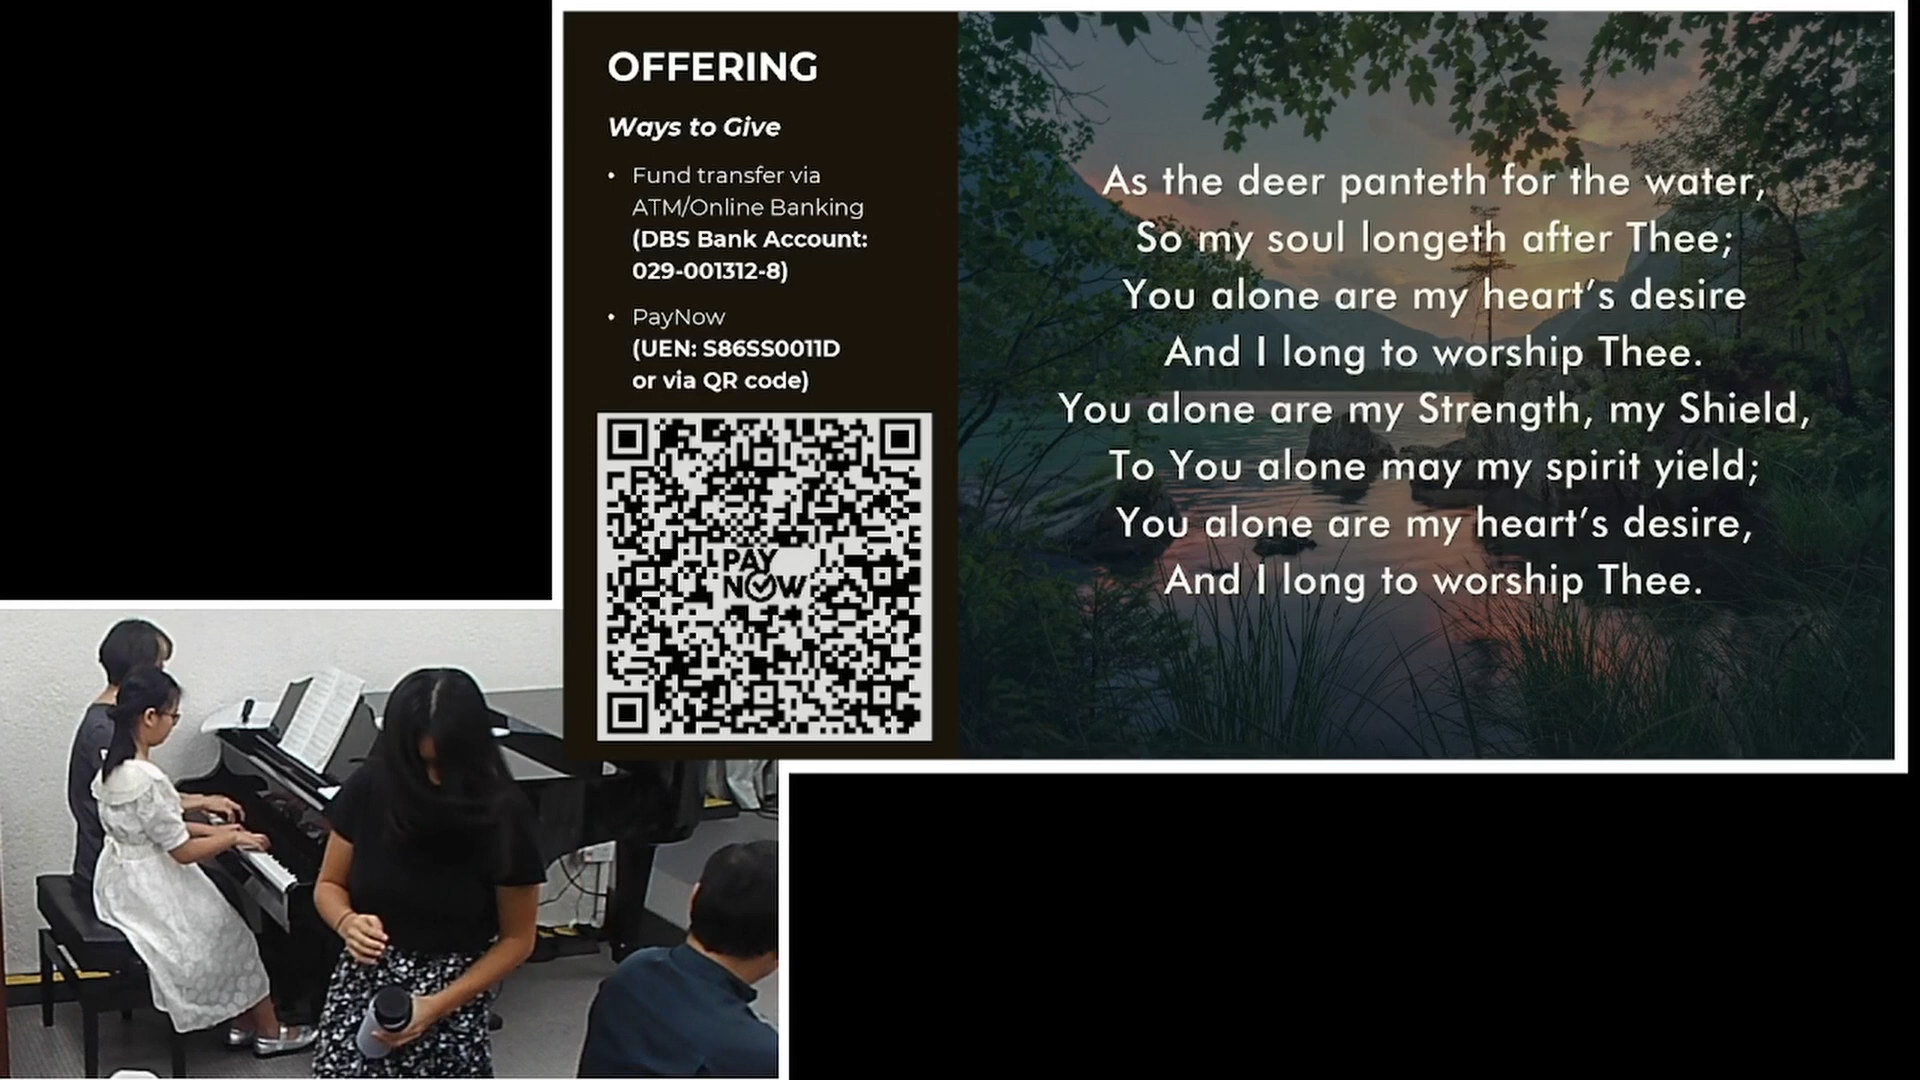 OFFERING
Ways to Give
• Fund transfer via
ATM/Online Banking
(DBS Bank Account:
029-001312-8)
• PayNow
(UEN: S86SS0011D
or via QR code)
PAY
NOW
As the deer panteth for the water,
So my soul longeth after Thee;
You alone are my heart’s desire
And I long to worship Thee.
You alone are my Strength, my Shield,
To You alone may my spirit yield;
You alone are my heart’s desire,
And I long to worship Thee.